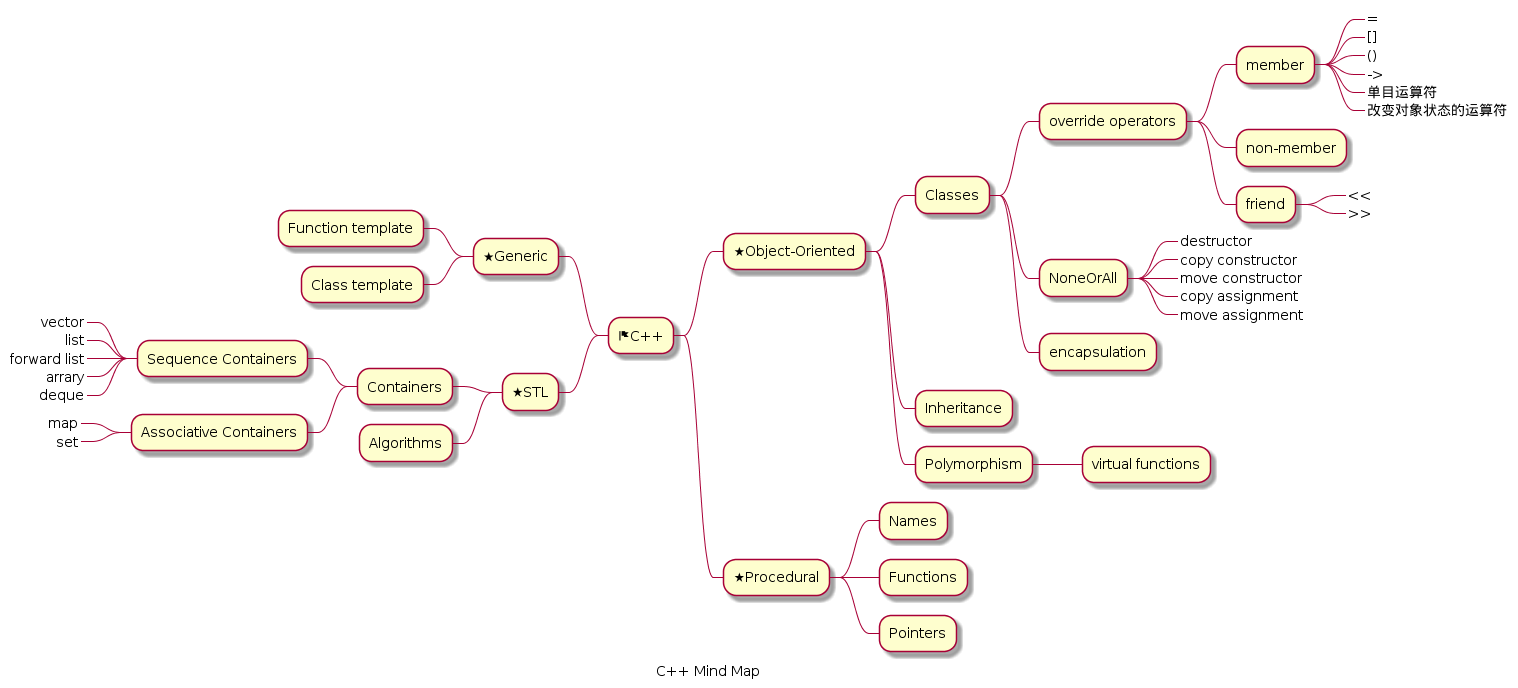 ⚑C++
★Object-Oriented
Classes
override operators
member
=
[]
()
->
单目运算符
改变对象状态的运算符
non-member
friend
<<
>>
NoneOrAll
destructor
copy constructor
move constructor
copy assignment
move assignment
encapsulation
Inheritance
Polymorphism
virtual functions
★Procedural
Names
Functions
Pointers
★Generic
Function template
Class template
★STL
Containers
Sequence Containers
vector
list
forward list
arrary
deque
Associative Containers
map
set
Algorithms
C++ Mind Map